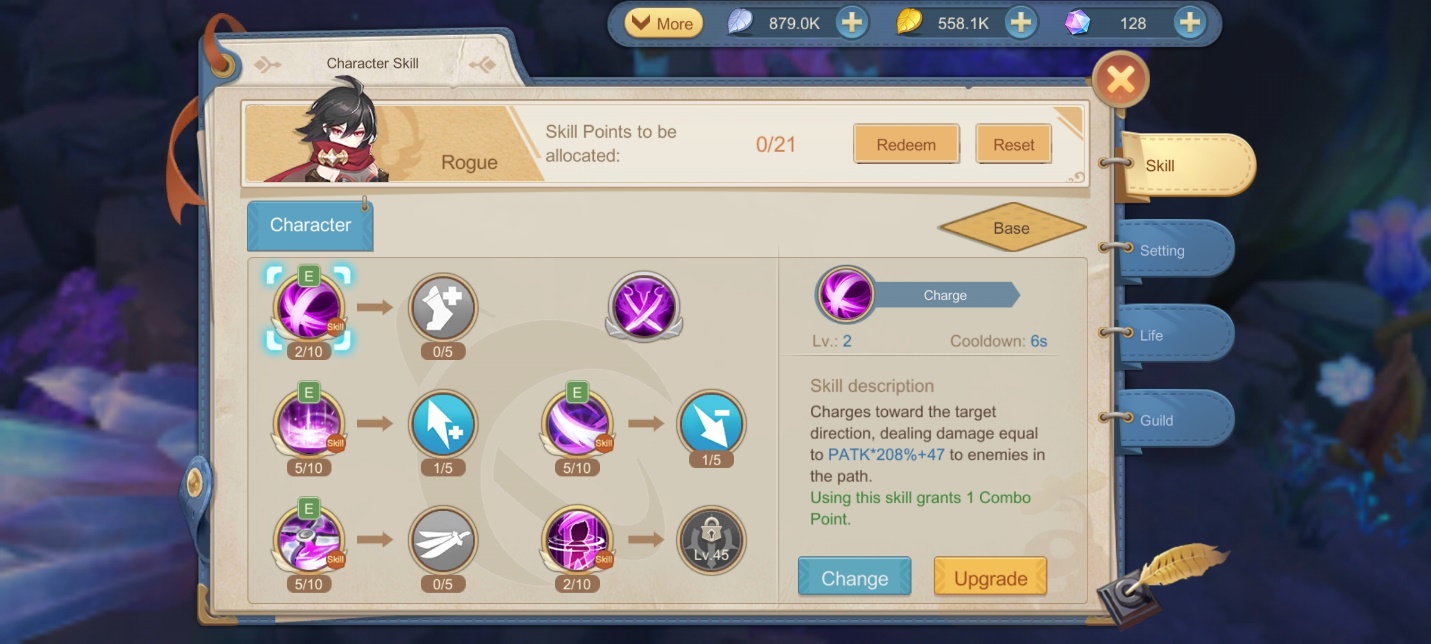 More
879.0K
558.1K
128
Character Skill
Rogue
Skill Points to be
allocated:
0/21
Redeem
Reset
Skill
Character
Base
Setting
E
Skill
2/10
0/5
Charge
Lv.: 2
Cooldown: 6s
Life
E
Skill
5/10
1/5
E
Skill
5/10
1/5
Skill description
Charges toward the target
direction, dealing damage equal
to PATK*208%+47 to enemies in
the path.
Using this skill grants 1 Combo
Point.
Guild
E
Skill
5/10
0/5
Skill
2/10
Lv.45
Change
Upgrade